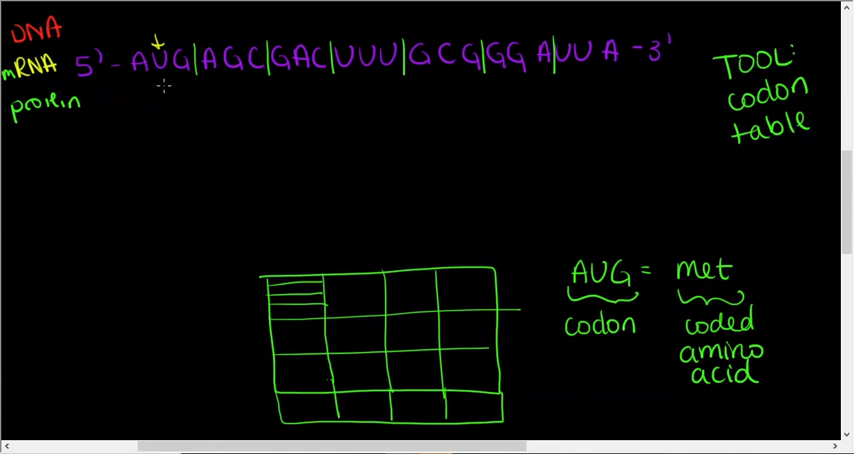 DNA
mRNA
protein
5' - AUG|AGC|GAC|UUU|GCG|GGA|UUA - 3'
TOOL:
codon
table
AUG = met
codon
coded
amino
acid